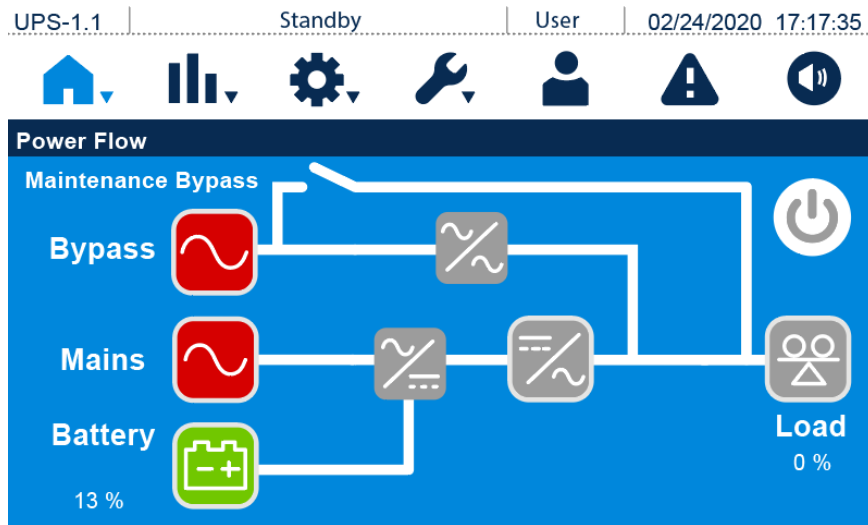 UPS-1.1 Standby User 02/24/2020 17:17:35
Power Flow
Maintenance Bypass
Bypass
Mains
Battery
13 %
Load
0 %